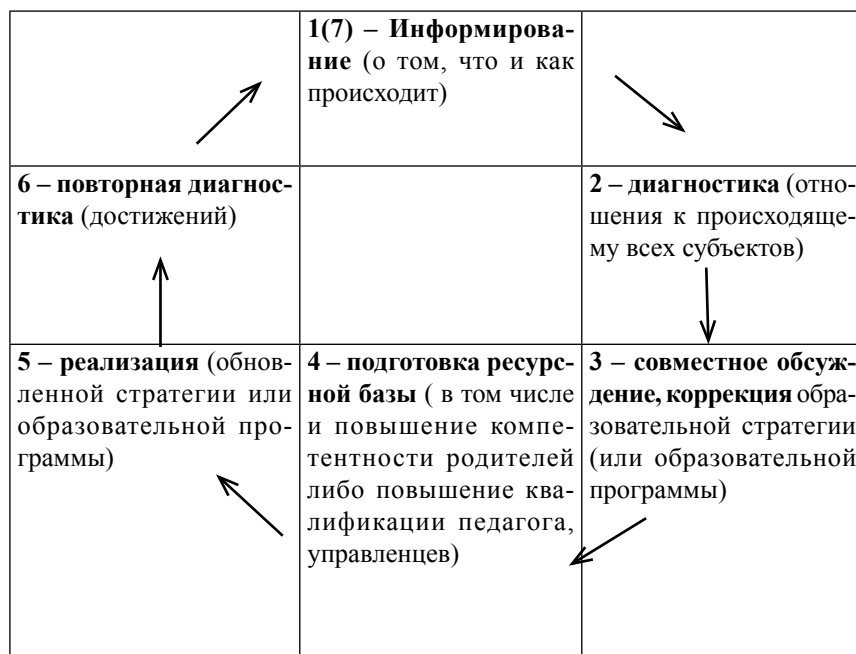 1(7) – Информирова-
ние (о том, что и как
происходит)
6 – повторная диагнос-
тика (достижений)
2 – диагностика (отно-
шения к происходяще-
му всех субъектов)
5 – реализация (обнов-
ленной стратегии или
образовательной про-
граммы)
4 – подготовка ресурс-
ной базы ( в том числе
и повышение компе-
тентности родителей
либо повышение ква-
лификации педагога,
управленцев)
3 – совместное обсуж-
дение, коррекция обра-
зовательной стратегии
(или образовательной
программы)